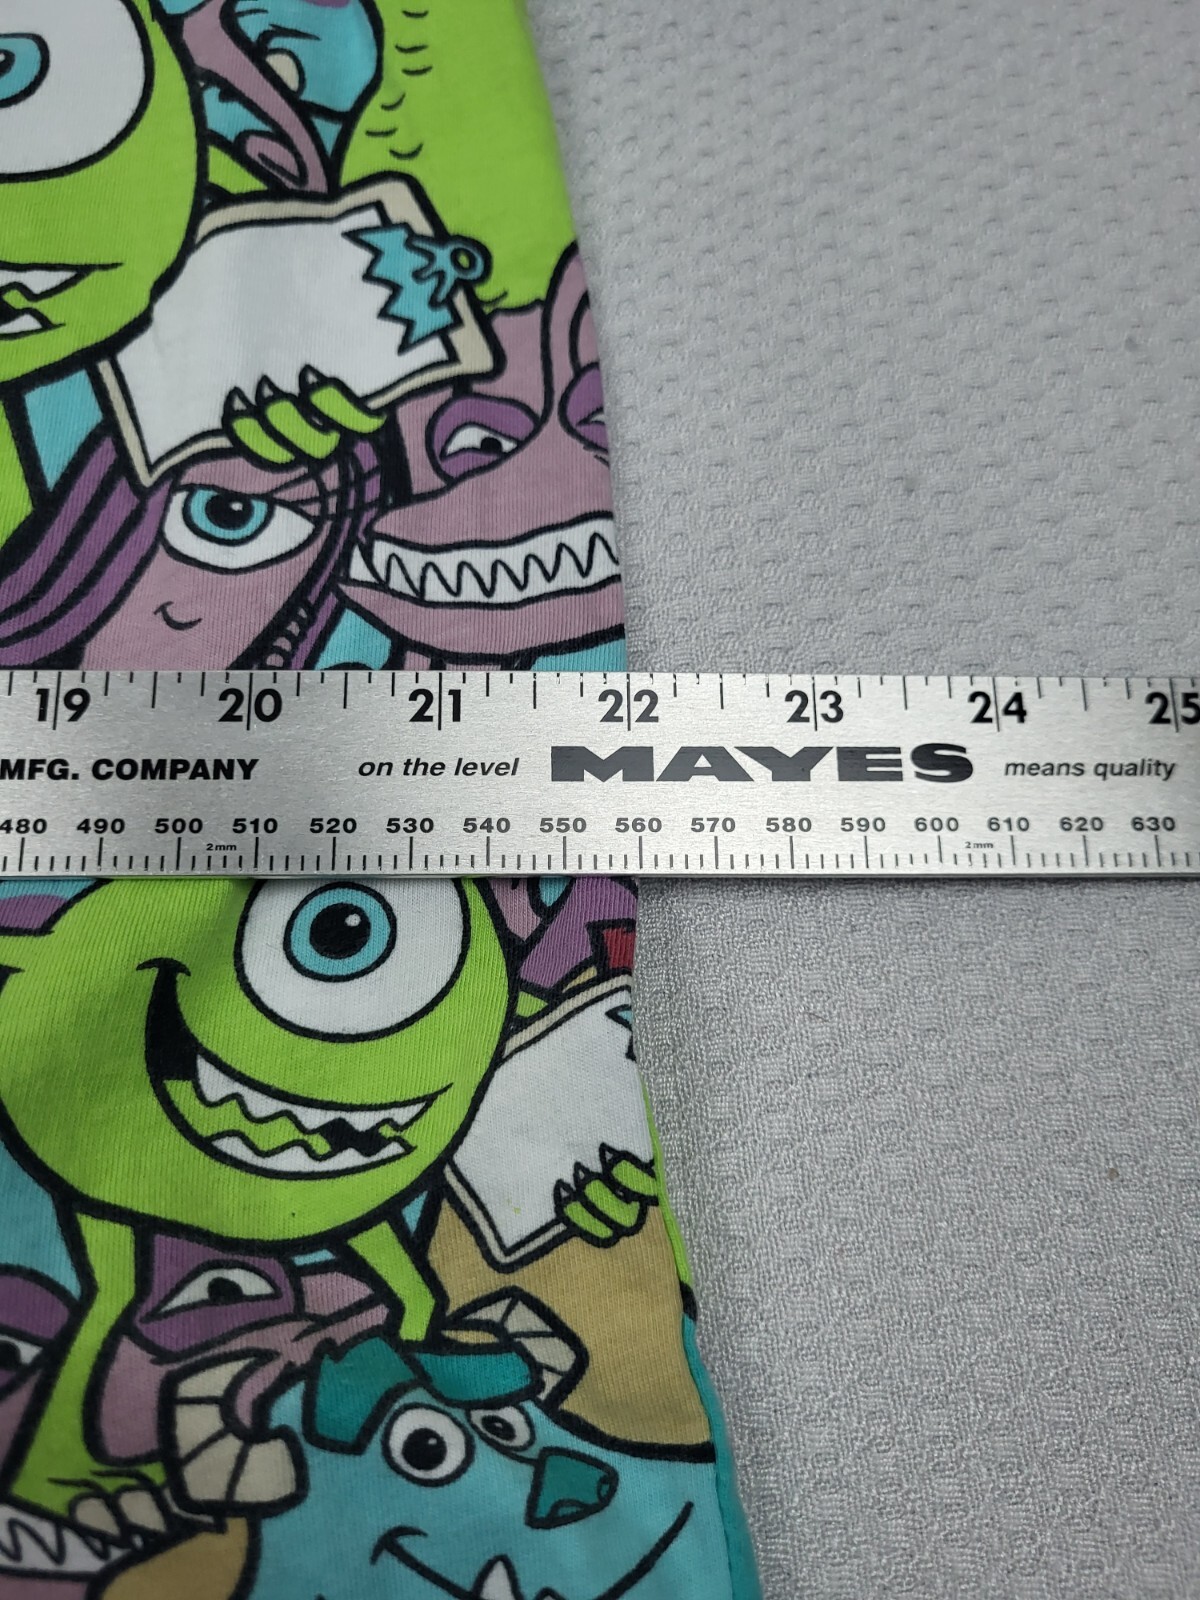 19 20 21 22 23 24 25
MFG. COMPANY on the level MAYES means quality
480 490 500 510 520 530 540 550 560 570 580 590 600 610 620 630
2mm 2mm